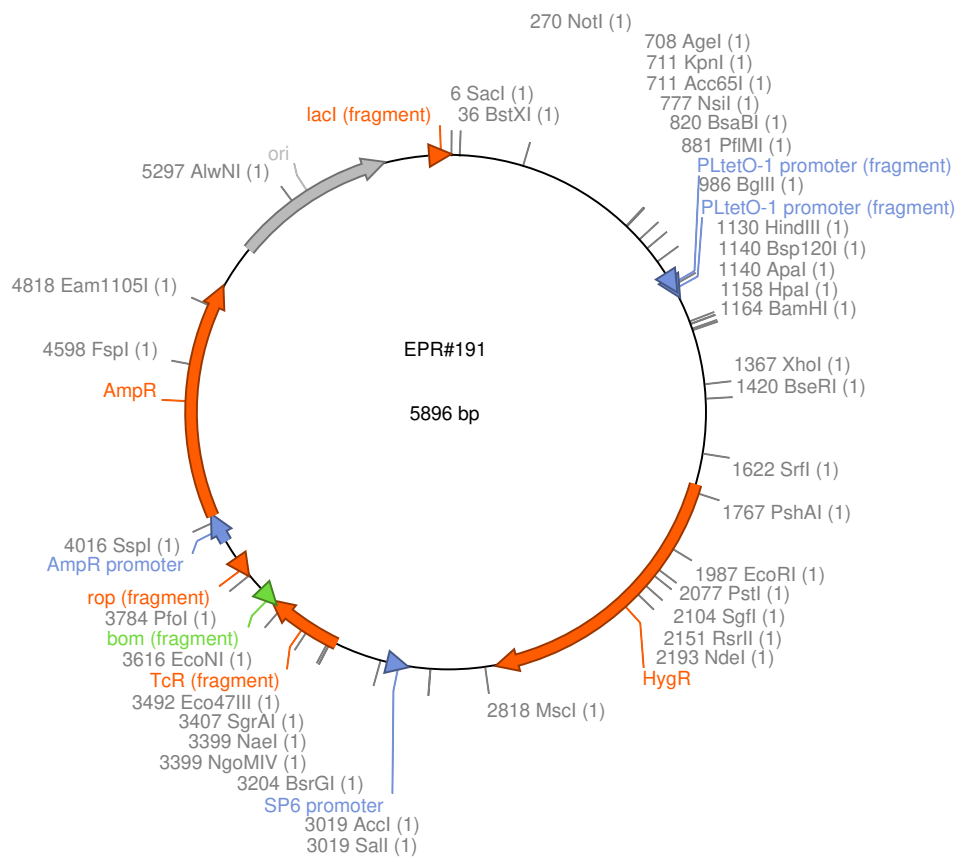 270 NotI (1)
708 AgeI (1)
711 KpnI (1)
711 Acc65I (1)
777 NsiI (1)
820 BsaBI (1)
881 PflMI (1)
PLtetO-1 promoter (fragment)
986 BglII (1)
PLtetO-1 promoter (fragment)
1130 HindIII (1)
1140 Bsp120I (1)
1140 ApaI (1)
1158 HpaI (1)
1164 BamHI (1)
1367 XhoI (1)
1420 BseRI (1)
1622 SrfI (1)
1767 PshAI (1)
1987 EcoRI (1)
2077 PstI (1)
2104 SgfI (1)
2151 RsrII (1)
2193 NdeI (1)
HygR
2818 MscI (1)
6 SacI (1)
36 BstXI (1)
lacI (fragment)
ori
5297 AlwNI (1)
4818 Eam1105I (1)
4598 FspI (1)
AmpR
EPR#191
5896 bp
4016 SspI (1)
AmpR promoter
rop (fragment)
3784 PfoI (1)
bom (fragment)
3616 EcoNI (1)
TcR (fragment)
3492 Eco47III (1)
3407 SgrAI (1)
3399 NaeI (1)
3399 NgoMIV (1)
3204 BsrGI (1)
SP6 promoter
3019 AccI (1)
3019 SalI (1)